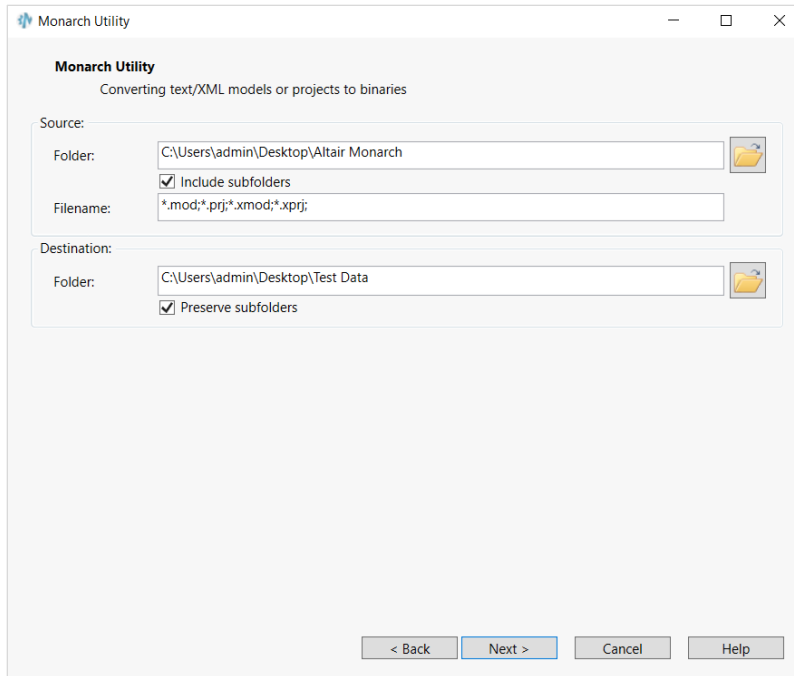 Monarch Utility
Monarch Utility
Converting text/XML models or projects to binaries
Source:
Folder: C:\Users\admin\Desktop\Altair Monarch
Include subfolders
Filename: *.mod;*.prj;*.xmod;*.xprj;
Destination:
Folder: C:\Users\admin\Desktop\Test Data
Preserve subfolders
< Back Next > Cancel Help